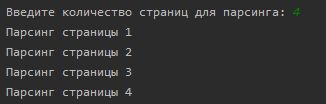 Введите количество страниц для парсинга: 4
Парсинг страницы 1
Парсинг страницы 2
Парсинг страницы 3
Парсинг страницы 4